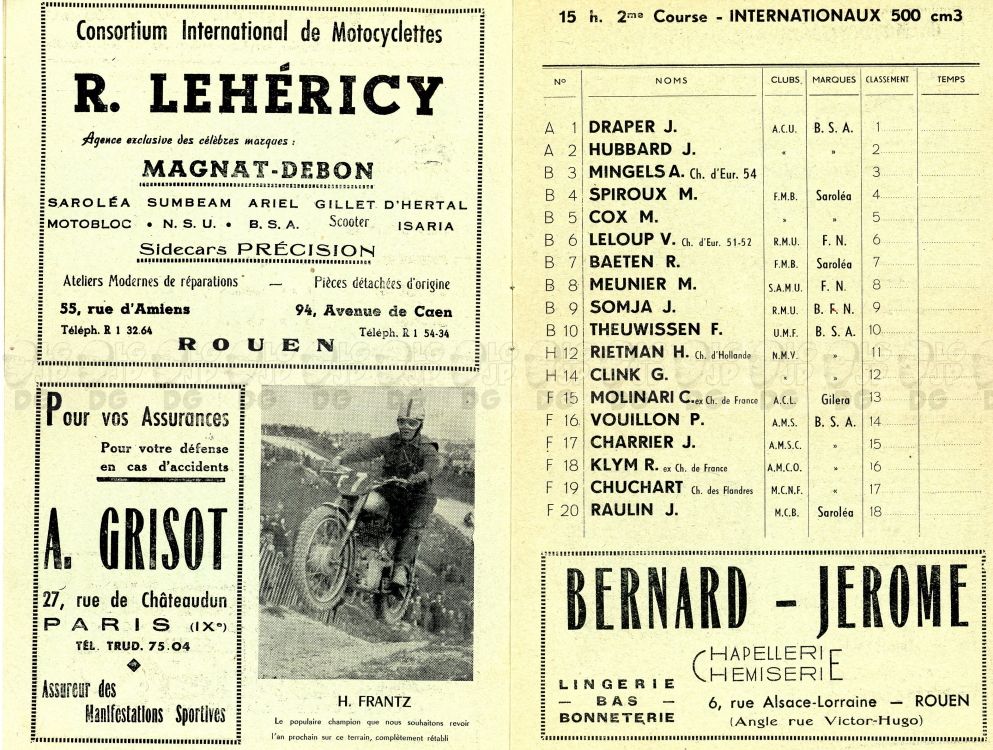 Consortium International de Motocyclettes
R. LEHÉRICY
Agence exclusive des célèbres marques :
MAGNAT-DEBON
SAROLÉA SUMBEAM ARIEL GILLET D'HERTAL
MOTOBLOC • N. S. U. • B. S. A. Scooter ISARIA
Sidecars PRÉCISION
Ateliers Modernes de réparations — Pièces détachées d'origine
55, rue d'Amiens 94, Avenue de Caen
Téléph. R 1 32.64 Téléph. R 1 54-34
ROUEN
Pour vos Assurances
Pour votre défense
en cas d'accidents
A. GRISOT
27, rue de Châteaudun
PARIS (IXe)
TÉL. TRUD. 75.04
Assureur des
Manifestations Sportives
77
H. FRANTZ
Le populaire champion que nous souhaitons revoir
l'an prochain sur ce terrain, complètement rétabli
15 h. 2me Course - INTERNATIONAUX 500 cm3
No NOMS CLUBS. MARQUES CLASSEMENT TEMPS
A 1 DRAPER J. A.C.U. B. S. A. 1
A 2 HUBBARD J. « » 2
B 3 MINGELS A. Ch. d'Eur. 54 3
B 4 SPIROUX M. F.M.B. Saroléa 4
B 5 COX M. » » 5
B 6 LELOUP V. Ch. d'Eur. 51-52 R.M.U. F. N. 6
B 7 BAETEN R. F.M.B. Saroléa 7
B 8 MEUNIER M. S.A.M.U. F. N. 8
B 9 SOMJA J. R.M.U. B. F. N. 9
B 10 THEUWISSEN F. U.M.F. B. S. A. 10
H 12 RIETMAN H. Ch. d'Hollande N.M.V. » 11
H 14 CLINK G. « » 12
F 15 MOLINARI C. ex Ch. de France A.C.L. Gilera 13
F 16 VOUILLON P. A.M.S. B. S. A. 14
F 17 CHARRIER J. A.M.S.C. » 15
F 18 KLYM R. ex Ch. de France A.M.C.O. » 16
F 19 CHUCHART Ch. des Flandres M.C.N.F. « 17
F 20 RAULIN J. M.C.B. Saroléa 18
BERNARD - JEROME
CHAPELLERIE
CHEMISERIE
LINGERIE
— BAS —
BONNETERIE
6, rue Alsace-Lorraine — ROUEN
(Angle rue Victor-Hugo)